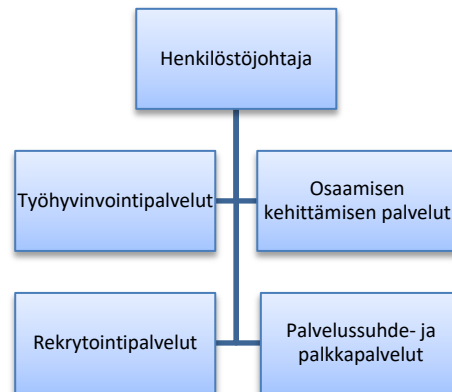 Henkilöstöjohtaja
Työhyvinvointipalvelut
Osaamisen
kehittämisen palvelut
Rekrytointipalvelut
Palvelussuhde- ja
palkkapalvelut